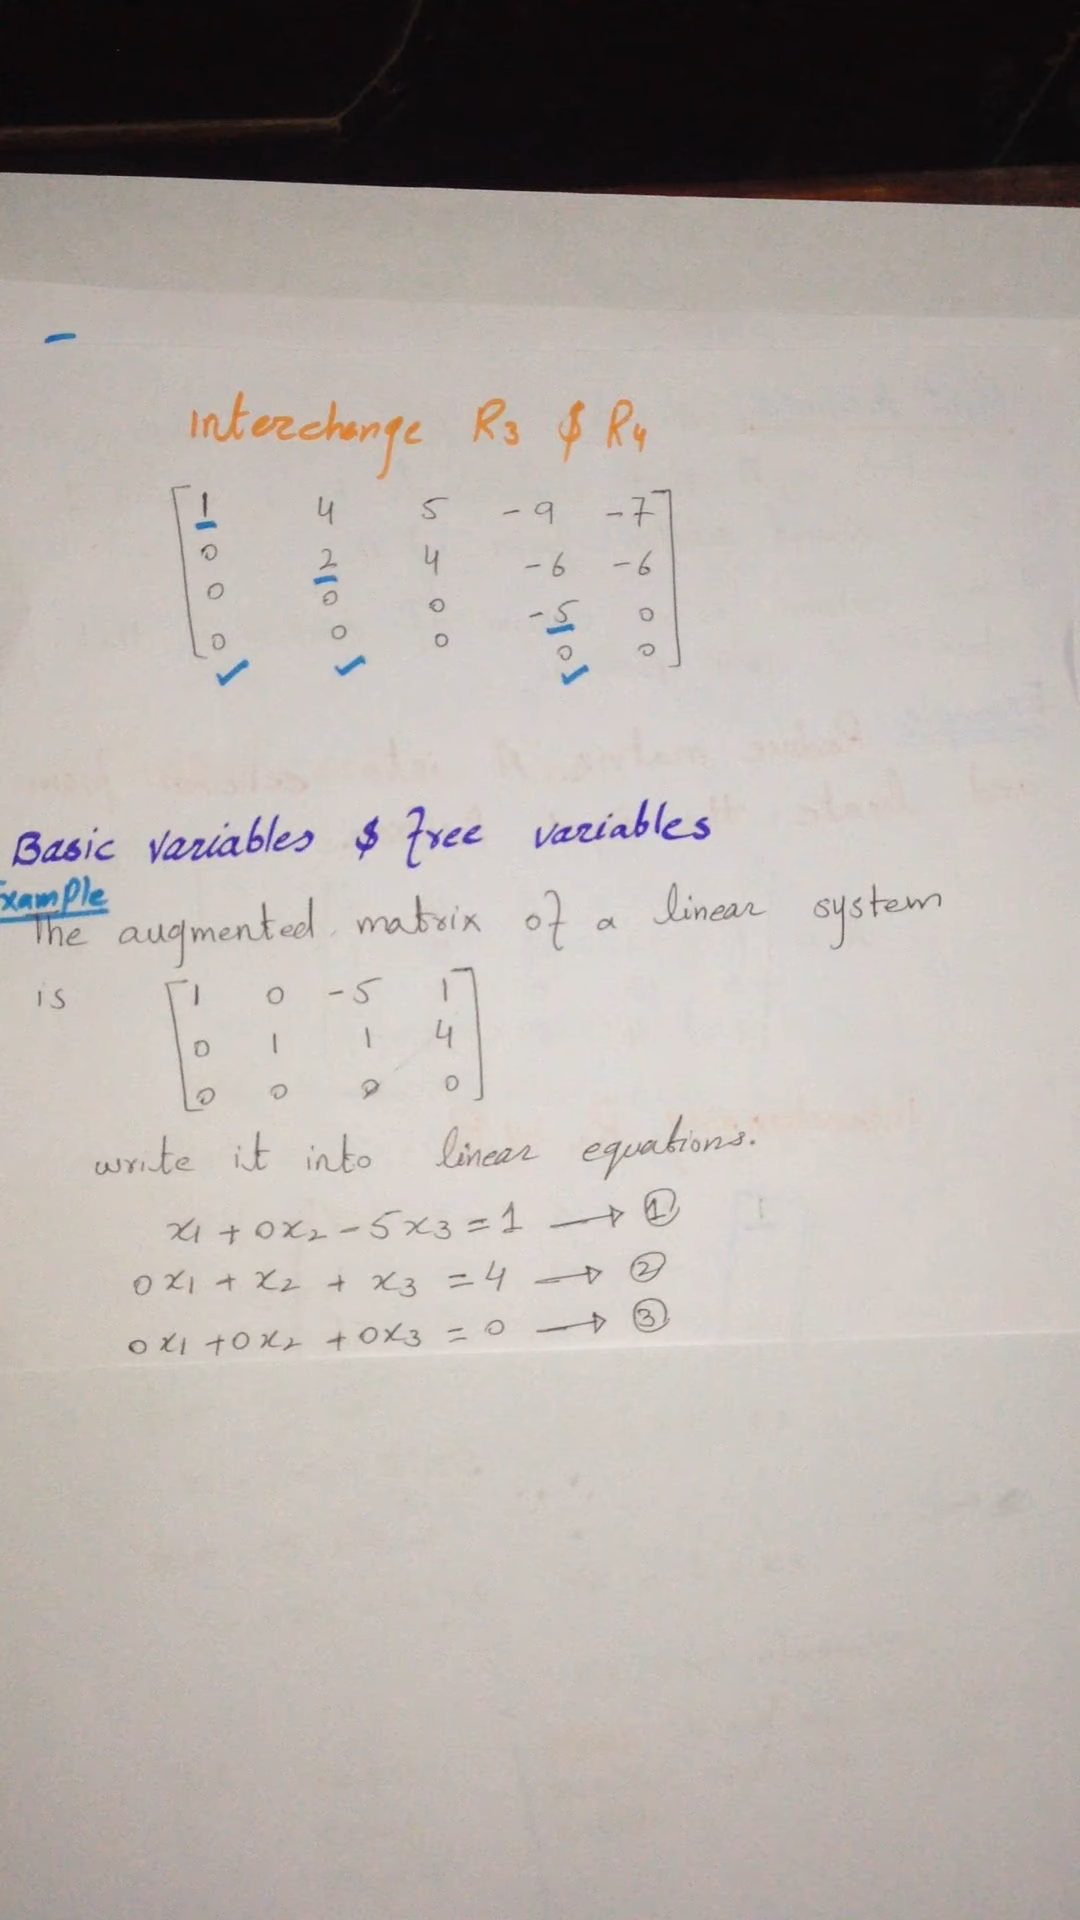 Interchange R3 & R4
1 4 5 -9 -7
0 2 4 -6 -6
0 0 0 -5 0
0 0 0 0 0
Basic variables & free variables
Example
The augmented matrix of a linear system
is
1 0 -5 1
0 1 1 4
0 0 0 0
write it into linear equations.
x1 + 0x2 - 5x3 = 1 → ①
0x1 + x2 + x3 = 4 → ②
0x1 + 0x2 + 0x3 = 0 → ③